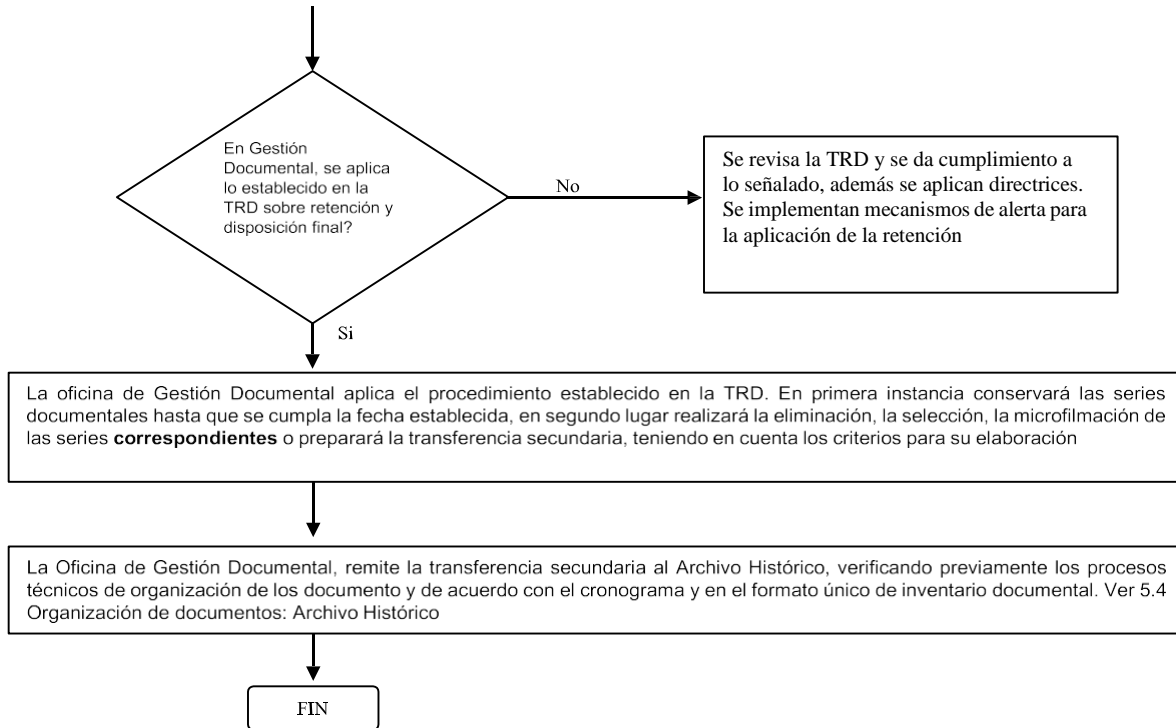 En Gestión
Documental, se aplica
lo establecido en la
TRD sobre retención y
disposición final?
No
Se revisa la TRD y se da cumplimiento a
lo señalado, además se aplican directrices.
Se implementan mecanismos de alerta para
la aplicación de la retención
Si
La oficina de Gestión Documental aplica el procedimiento establecido en la TRD. En primera instancia conservará las series
documentales hasta que se cumpla la fecha establecida, en segundo lugar realizará la eliminación, la selección, la microfilmación de
las series correspondientes o preparará la transferencia secundaria, teniendo en cuenta los criterios para su elaboración
La Oficina de Gestión Documental, remite la transferencia secundaria al Archivo Histórico, verificando previamente los procesos
técnicos de organización de los documento y de acuerdo con el cronograma y en el formato único de inventario documental. Ver 5.4
Organización de documentos: Archivo Histórico
FIN